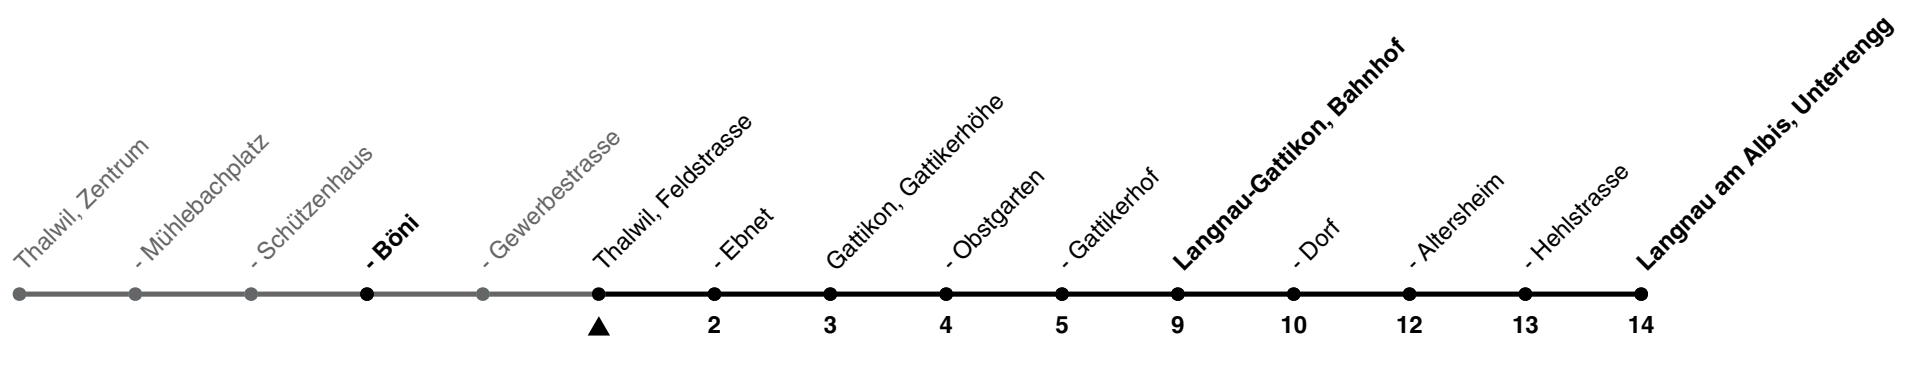 Thalwil, Zentrum
- Mühlebachplatz
- Schützenhaus
- Böni
- Gewerbestrasse
Thalwil, Feldstrasse
- Ebnet
Gattikon, Gattikerhöhe
- Obstgarten
- Gattikerhof
Langnau-Gattikon, Bahnhof
- Dorf
- Altersheim
- Hehlstrasse
Langnau am Albis, Unterrengg
2 3 4 5 9 10 12 13 14